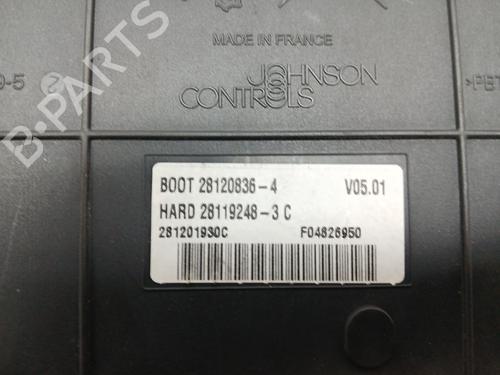 B-PARTS
MADE IN FRANCE
JOHNSON
CONTROLS
BOOT 28120836-4 V05.01
HARD 28119248-3 C
281201930C F04826950